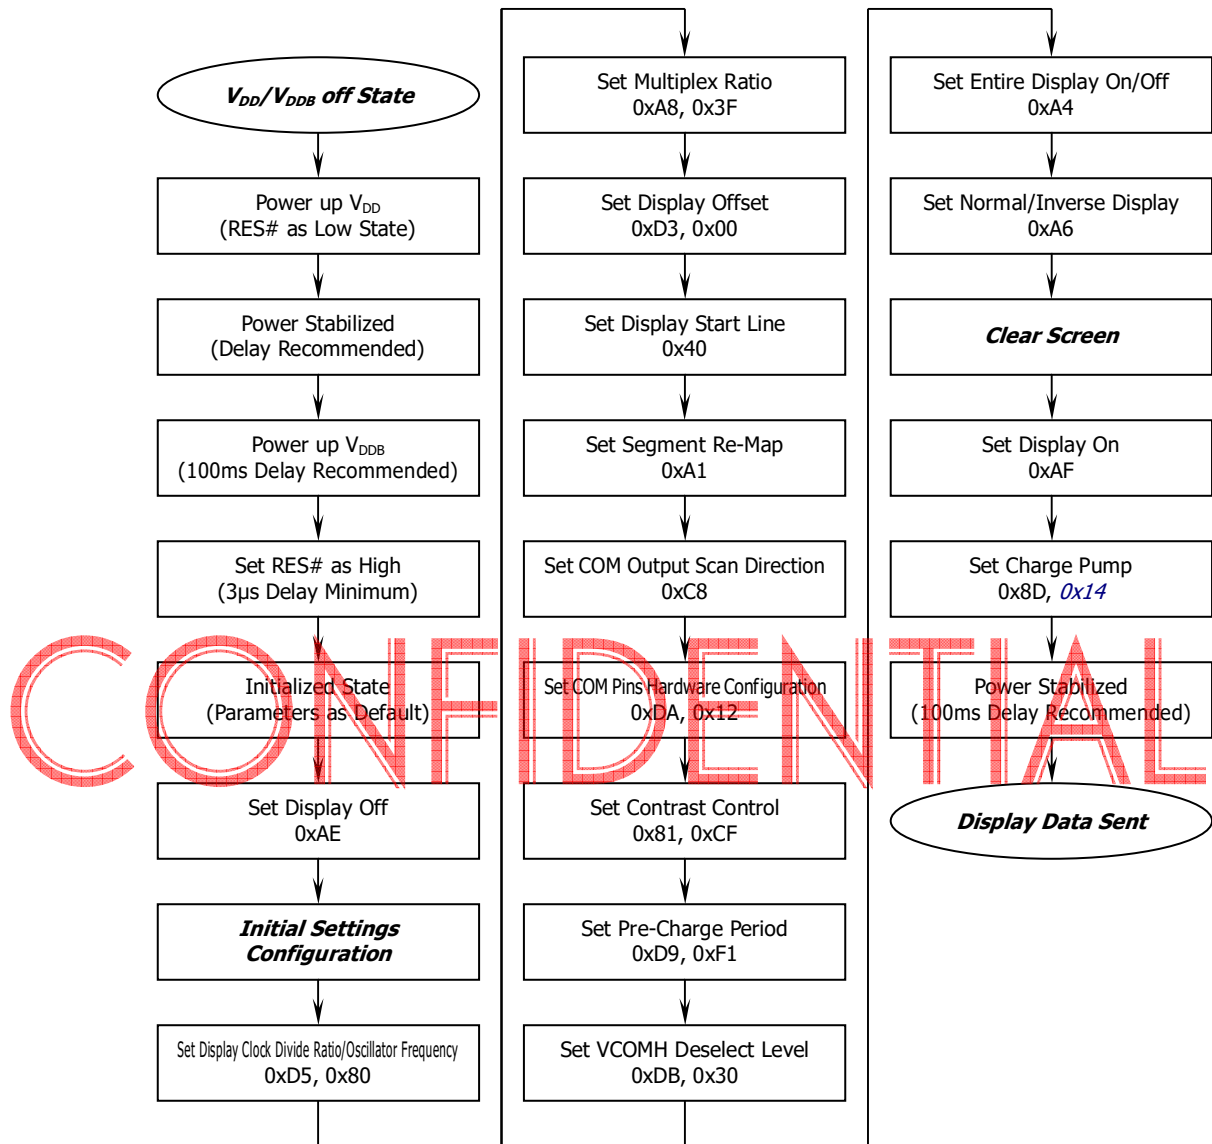 V_DD/V_DDB off State
Power up V_DD
(RES# as Low State)
Power Stabilized
(Delay Recommended)
Power up V_DDB
(100ms Delay Recommended)
Set RES# as High
(3μs Delay Minimum)
Initialized State
(Parameters as Default)
Set Display Off
0xAE
Initial Settings
Configuration
Set Display Clock Divide Ratio/Oscillator Frequency
0xD5, 0x80
Set Multiplex Ratio
0xA8, 0x3F
Set Display Offset
0xD3, 0x00
Set Display Start Line
0x40
Set Segment Re-Map
0xA1
Set COM Output Scan Direction
0xC8
Set COM Pins Hardware Configuration
0xDA, 0x12
Set Contrast Control
0x81, 0xCF
Set Pre-Charge Period
0xD9, 0xF1
Set VCOMH Deselect Level
0xDB, 0x30
Set Entire Display On/Off
0xA4
Set Normal/Inverse Display
0xA6
Clear Screen
Set Display On
0xAF
Set Charge Pump
0x8D, 0x14
Power Stabilized
(100ms Delay Recommended)
Display Data Sent
CONFIDENTIAL